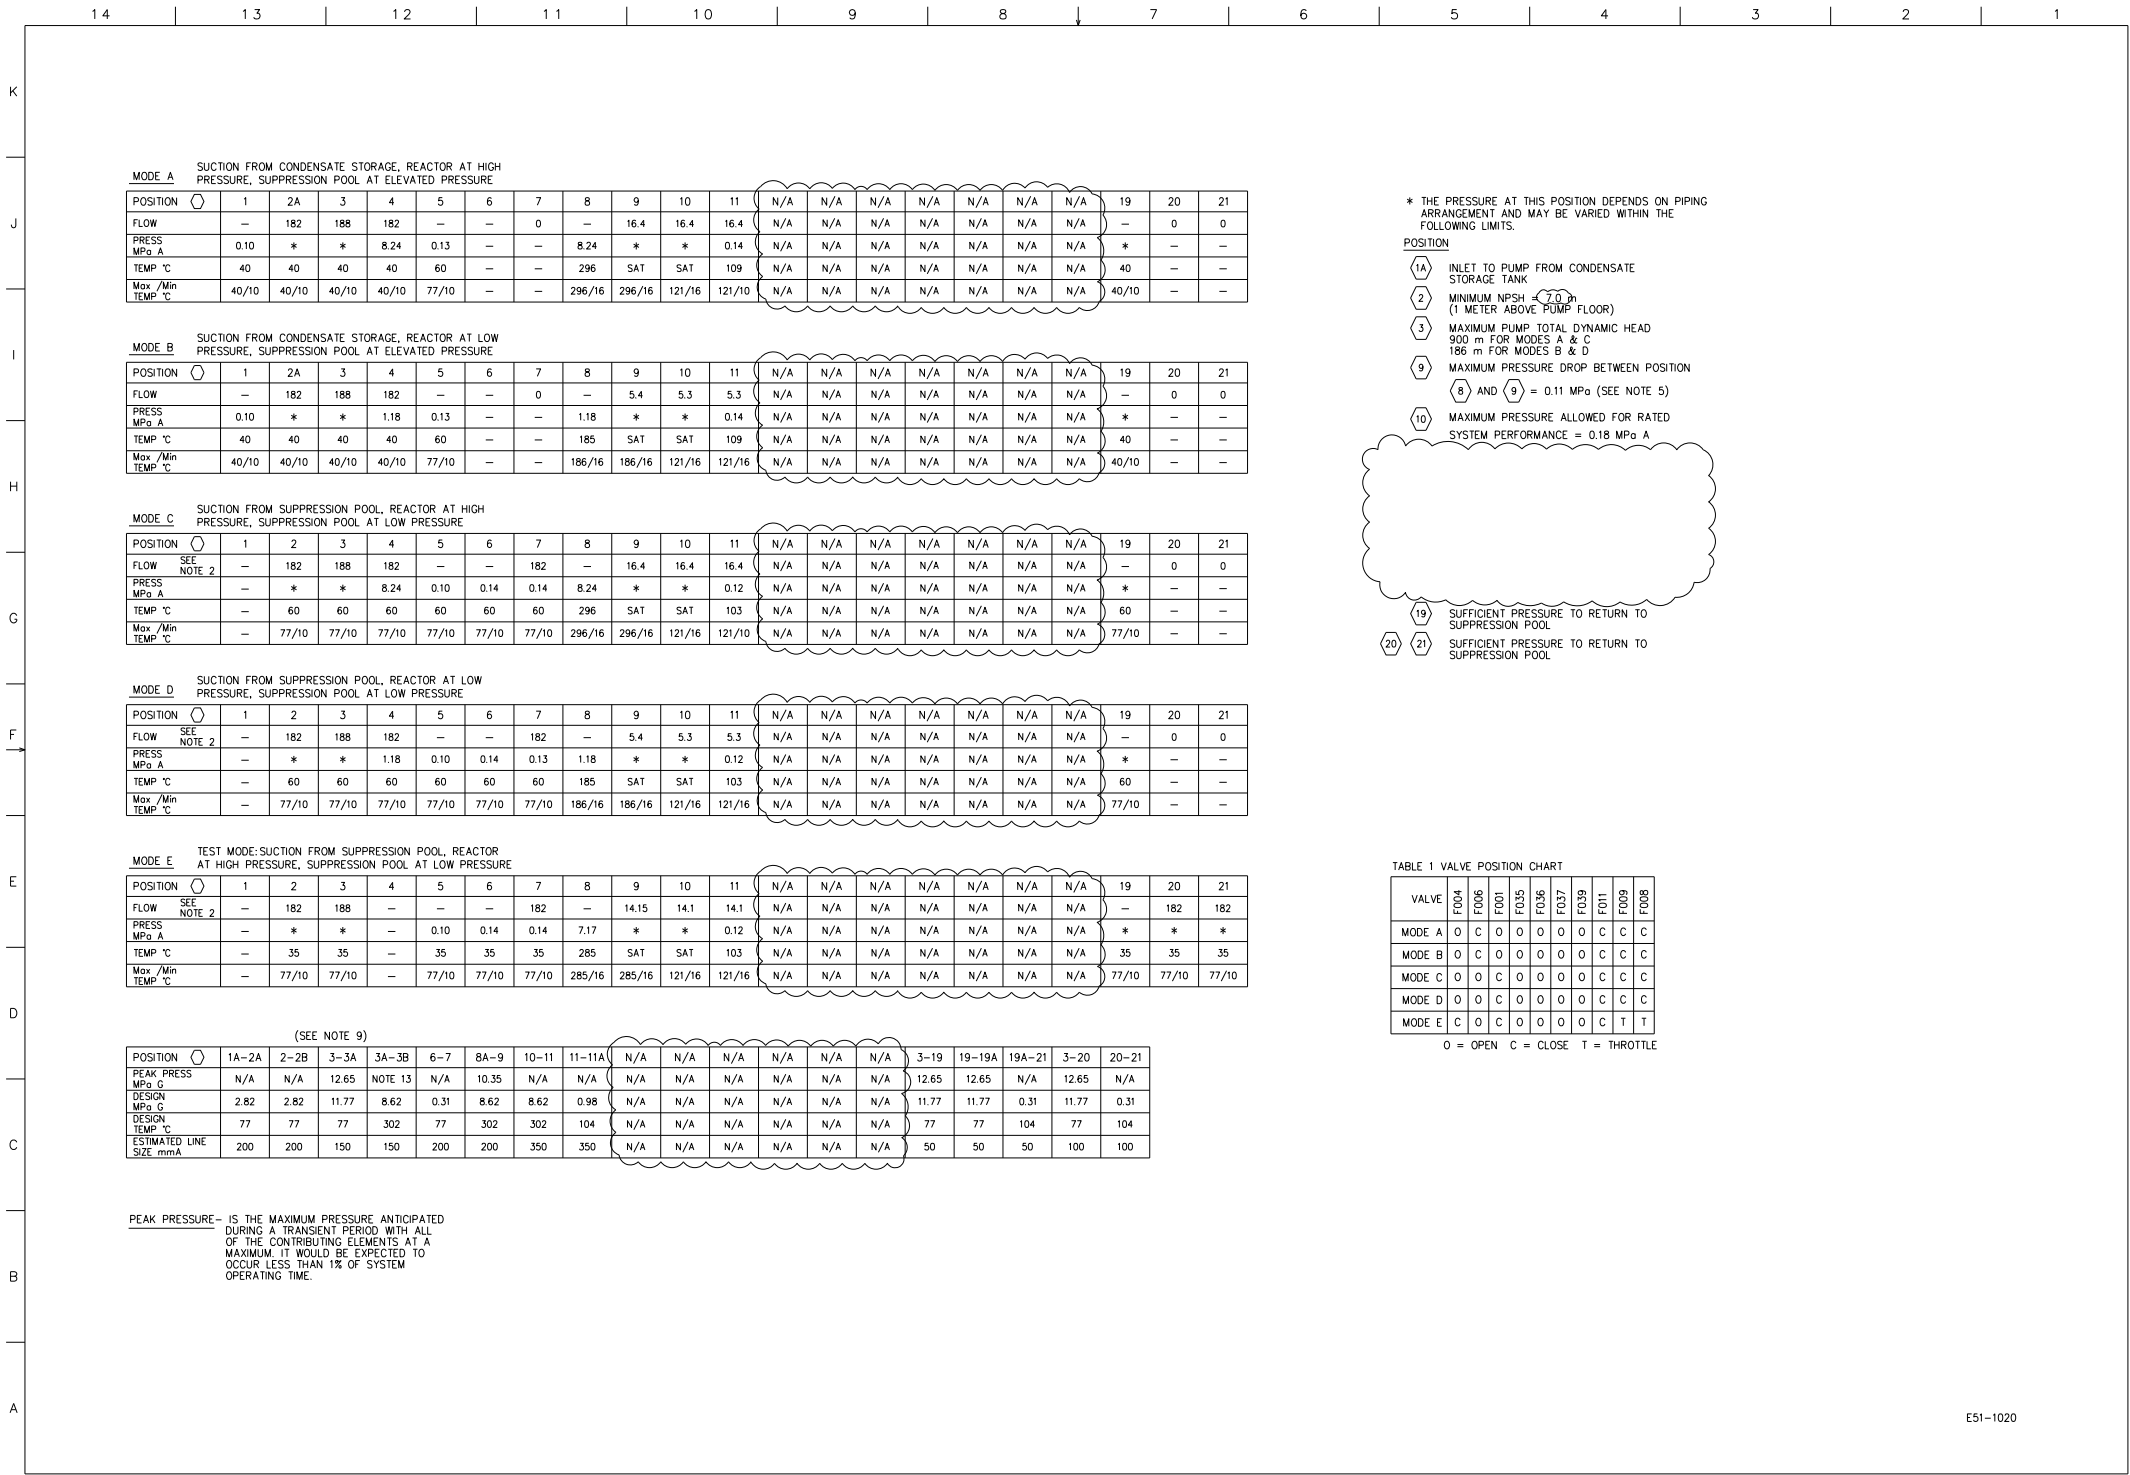 14 13 12 11 10 9 8 7 6 5 4 3 2 1
K
J
I
H
G
F
E
D
C
B
A
MODE A
SUCTION FROM CONDENSATE STORAGE, REACTOR AT HIGH
PRESSURE, SUPPRESSION POOL AT ELEVATED PRESSURE
POSITION 1 2A 3 4 5 6 7 8 9 10 11 N/A N/A N/A N/A N/A N/A N/A 19 20 21
FLOW – 182 188 182 – – 0 – 16.4 16.4 16.4 N/A N/A N/A N/A N/A N/A N/A – 0 0
PRESS
MPa A 0.10 * * 8.24 0.13 – – 8.24 * * 0.14 N/A N/A N/A N/A N/A N/A N/A * – –
TEMP °C 40 40 40 40 60 – – 296 SAT SAT 109 N/A N/A N/A N/A N/A N/A N/A 40 – –
Max /Min
TEMP °C 40/10 40/10 40/10 40/10 77/10 – – 296/16 296/16 121/16 121/10 N/A N/A N/A N/A N/A N/A N/A 40/10 – –
MODE B
SUCTION FROM CONDENSATE STORAGE, REACTOR AT LOW
PRESSURE, SUPPRESSION POOL AT ELEVATED PRESSURE
POSITION 1 2A 3 4 5 6 7 8 9 10 11 N/A N/A N/A N/A N/A N/A N/A 19 20 21
FLOW – 182 188 182 – – 0 – 5.4 5.3 5.3 N/A N/A N/A N/A N/A N/A N/A – 0 0
PRESS
MPa A 0.10 * * 1.18 0.13 – – 1.18 * * 0.14 N/A N/A N/A N/A N/A N/A N/A * – –
TEMP °C 40 40 40 40 60 – – 185 SAT SAT 109 N/A N/A N/A N/A N/A N/A N/A 40 – –
Max /Min
TEMP °C 40/10 40/10 40/10 40/10 77/10 – – 186/16 186/16 121/16 121/16 N/A N/A N/A N/A N/A N/A N/A 40/10 – –
MODE C
SUCTION FROM SUPPRESSION POOL, REACTOR AT HIGH
PRESSURE, SUPPRESSION POOL AT LOW PRESSURE
POSITION 1 2 3 4 5 6 7 8 9 10 11 N/A N/A N/A N/A N/A N/A N/A 19 20 21
FLOW SEE
NOTE 2 – 182 188 182 – – 182 – 16.4 16.4 16.4 N/A N/A N/A N/A N/A N/A N/A – 0 0
PRESS
MPa A – * * 8.24 0.10 0.14 0.14 8.24 * * 0.12 N/A N/A N/A N/A N/A N/A N/A * – –
TEMP °C – 60 60 60 60 60 60 296 SAT SAT 103 N/A N/A N/A N/A N/A N/A N/A 60 – –
Max /Min
TEMP °C – 77/10 77/10 77/10 77/10 77/10 77/10 296/16 296/16 121/16 121/10 N/A N/A N/A N/A N/A N/A N/A 77/10 – –
MODE D
SUCTION FROM SUPPRESSION POOL, REACTOR AT LOW
PRESSURE, SUPPRESSION POOL AT LOW PRESSURE
POSITION 1 2 3 4 5 6 7 8 9 10 11 N/A N/A N/A N/A N/A N/A N/A 19 20 21
FLOW SEE
NOTE 2 – 182 188 182 – – 182 – 5.4 5.3 5.3 N/A N/A N/A N/A N/A N/A N/A – 0 0
PRESS
MPa A – * * 1.18 0.10 0.14 0.13 1.18 * * 0.12 N/A N/A N/A N/A N/A N/A N/A * – –
TEMP °C – 60 60 60 60 60 60 185 SAT SAT 103 N/A N/A N/A N/A N/A N/A N/A 60 – –
Max /Min
TEMP °C – 77/10 77/10 77/10 77/10 77/10 77/10 186/16 186/16 121/16 121/16 N/A N/A N/A N/A N/A N/A N/A 77/10 – –
MODE E
TEST MODE: SUCTION FROM SUPPRESSION POOL, REACTOR
AT HIGH PRESSURE, SUPPRESSION POOL AT LOW PRESSURE
POSITION 1 2 3 4 5 6 7 8 9 10 11 N/A N/A N/A N/A N/A N/A N/A 19 20 21
FLOW SEE
NOTE 2 – 182 188 – – – 182 – 14.15 14.1 14.1 N/A N/A N/A N/A N/A N/A N/A – 182 182
PRESS
MPa A – * * – 0.10 0.14 0.14 7.17 * * 0.12 N/A N/A N/A N/A N/A N/A N/A * * *
TEMP °C – 35 35 – 35 35 35 285 SAT SAT 103 N/A N/A N/A N/A N/A N/A N/A 35 35 35
Max /Min
TEMP °C – 77/10 77/10 – 77/10 77/10 77/10 285/16 285/16 121/16 121/16 N/A N/A N/A N/A N/A N/A N/A 77/10 77/10 77/10
(SEE NOTE 9)
POSITION 1A-2A 2-2B 3-3A 3A-3B 6-7 8A-9 10-11 11-11A N/A N/A N/A N/A N/A N/A 3-19 19-19A 19A-21 3-20 20-21
PEAK PRESS
MPa G N/A N/A 12.65 NOTE 13 N/A 10.35 N/A N/A N/A N/A N/A N/A N/A N/A 12.65 12.65 N/A 12.65 N/A
DESIGN
MPa G 2.82 2.82 11.77 8.62 0.31 8.62 8.62 0.98 N/A N/A N/A N/A N/A N/A 11.77 11.77 0.31 11.77 0.31
DESIGN
TEMP °C 77 77 77 302 77 302 302 104 N/A N/A N/A N/A N/A N/A 77 77 104 77 104
ESTIMATED LINE
SIZE mmA 200 200 150 150 200 200 350 350 N/A N/A N/A N/A N/A N/A 50 50 50 100 100
PEAK PRESSURE– IS THE MAXIMUM PRESSURE ANTICIPATED
DURING A TRANSIENT PERIOD WITH ALL
OF THE CONTRIBUTING ELEMENTS AT A
MAXIMUM. IT WOULD BE EXPECTED TO
OCCUR LESS THAN 1% OF SYSTEM
OPERATING TIME.
* THE PRESSURE AT THIS POSITION DEPENDS ON PIPING
ARRANGEMENT AND MAY BE VARIED WITHIN THE
FOLLOWING LIMITS.
POSITION
1A INLET TO PUMP FROM CONDENSATE
STORAGE TANK
2 MINIMUM NPSH = 7.0 m
(1 METER ABOVE PUMP FLOOR)
3 MAXIMUM PUMP TOTAL DYNAMIC HEAD
900 m FOR MODES A & C
186 m FOR MODES B & D
9 MAXIMUM PRESSURE DROP BETWEEN POSITION
8 AND 9 = 0.11 MPa (SEE NOTE 5)
10 MAXIMUM PRESSURE ALLOWED FOR RATED
SYSTEM PERFORMANCE = 0.18 MPa A
19 SUFFICIENT PRESSURE TO RETURN TO
SUPPRESSION POOL
20 21 SUFFICIENT PRESSURE TO RETURN TO
SUPPRESSION POOL
TABLE 1 VALVE POSITION CHART
VALVE F004 F006 F001 F035 F036 F037 F039 F011 F009 F008
MODE A O C O O O O O C C C
MODE B O C O O O O O C C C
MODE C O O C O O O O C C C
MODE D O O C O O O O C C C
MODE E C O C O O O O C T T
O = OPEN C = CLOSE T = THROTTLE
E51-1020